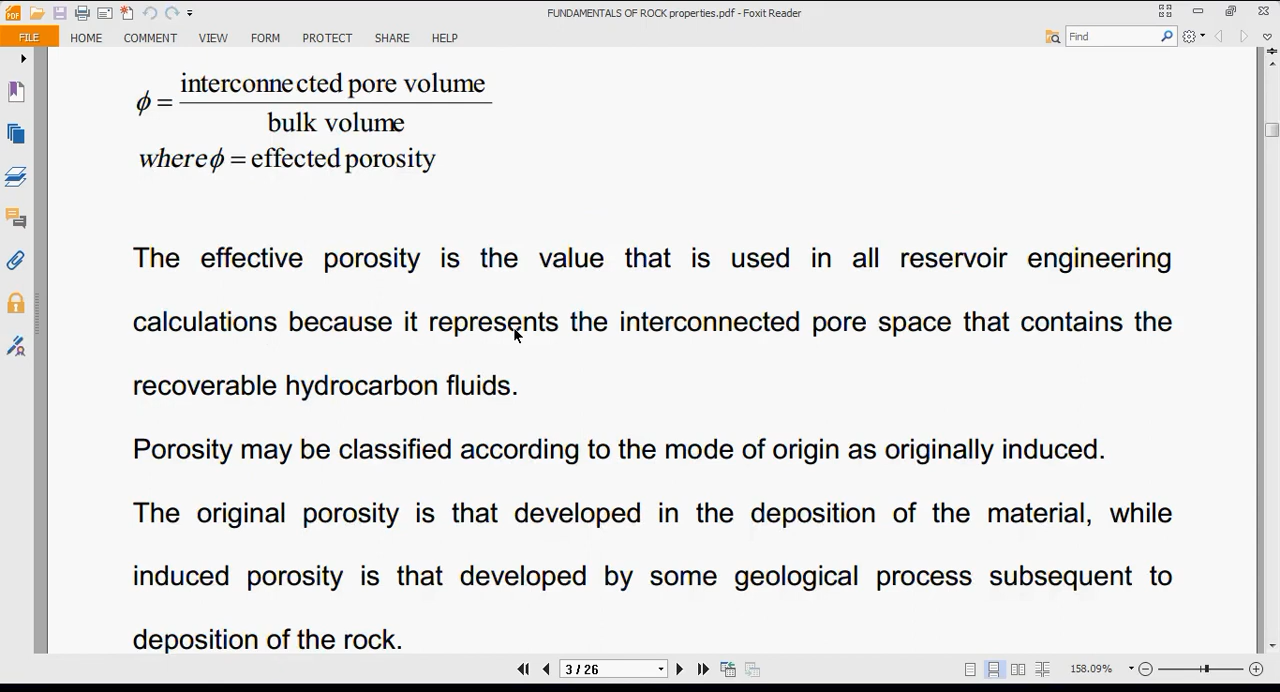 FUNDAMENTALS OF ROCK properties.pdf - Foxit Reader
FILE HOME COMMENT VIEW FORM PROTECT SHARE HELP Find
interconnected pore volume
ϕ =
bulk volume
where ϕ = effected porosity
The effective porosity is the value that is used in all reservoir engineering
calculations because it represents the interconnected pore space that contains the
recoverable hydrocarbon fluids.
Porosity may be classified according to the mode of origin as originally induced.
The original porosity is that developed in the deposition of the material, while
induced porosity is that developed by some geological process subsequent to
deposition of the rock.
3 / 26 158.09%